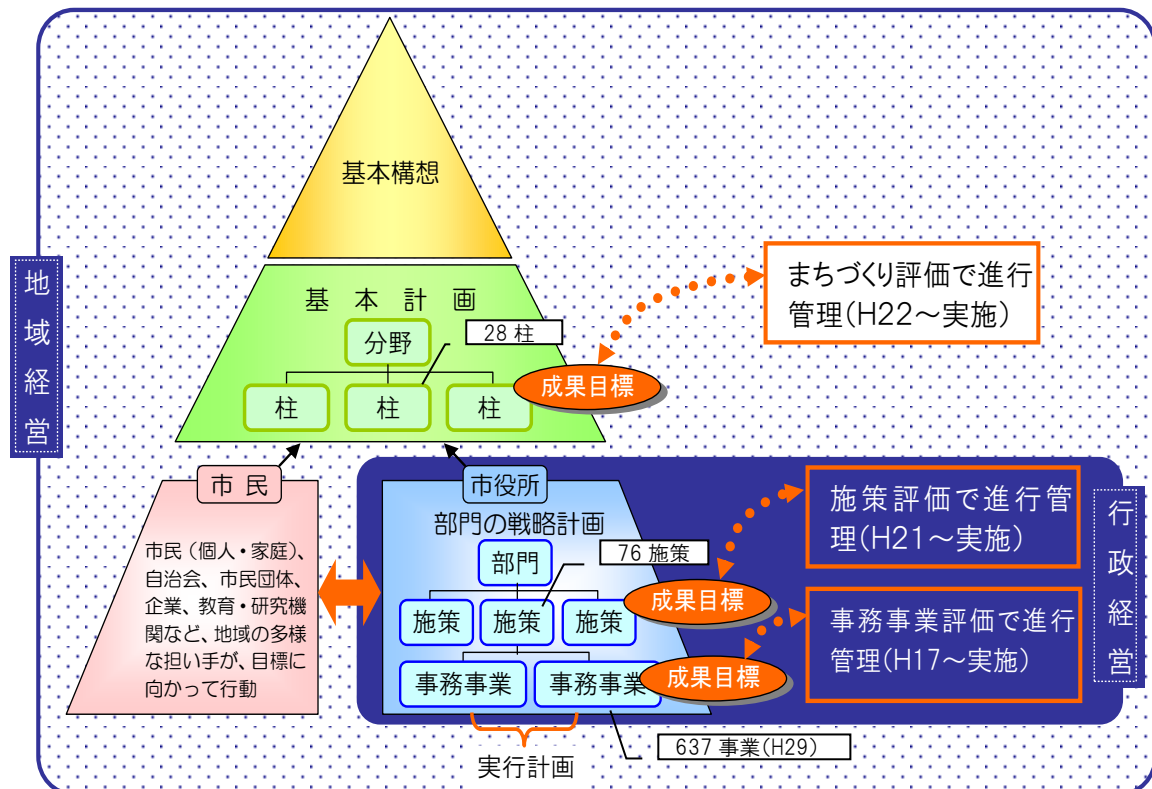 基本構想
地域経営
基本計画
分野
28 柱
柱
柱
柱
成果目標
まちづくり評価で進行
管理(H22～実施)
市 民
市民（個人・家庭）、
自治会、市民団体、
企業、教育・研究機
関など、地域の多様
な担い手が、目標に
向かって行動
市役所
部門の戦略計画
部門
76 施策
施策
施策
施策
成果目標
施策評価で進行管
理(H21～実施)
事務事業
事務事業
成果目標
事務事業評価で進行
管理(H17～実施)
行政経営
637 事業(H29)
実行計画